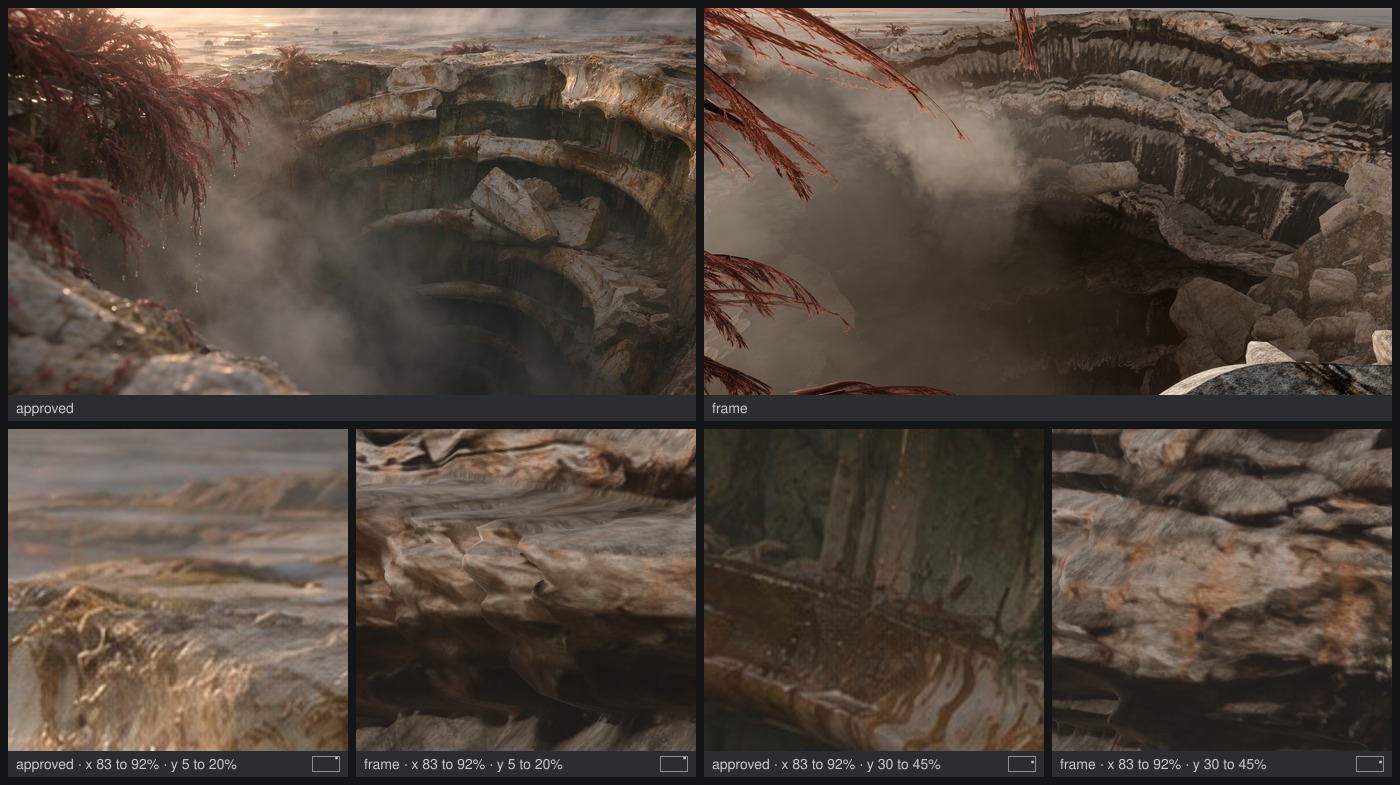 approved
frame
approved · x 83 to 92% · y 5 to 20%
frame · x 83 to 92% · y 5 to 20%
approved · x 83 to 92% · y 30 to 45%
frame · x 83 to 92% · y 30 to 45%